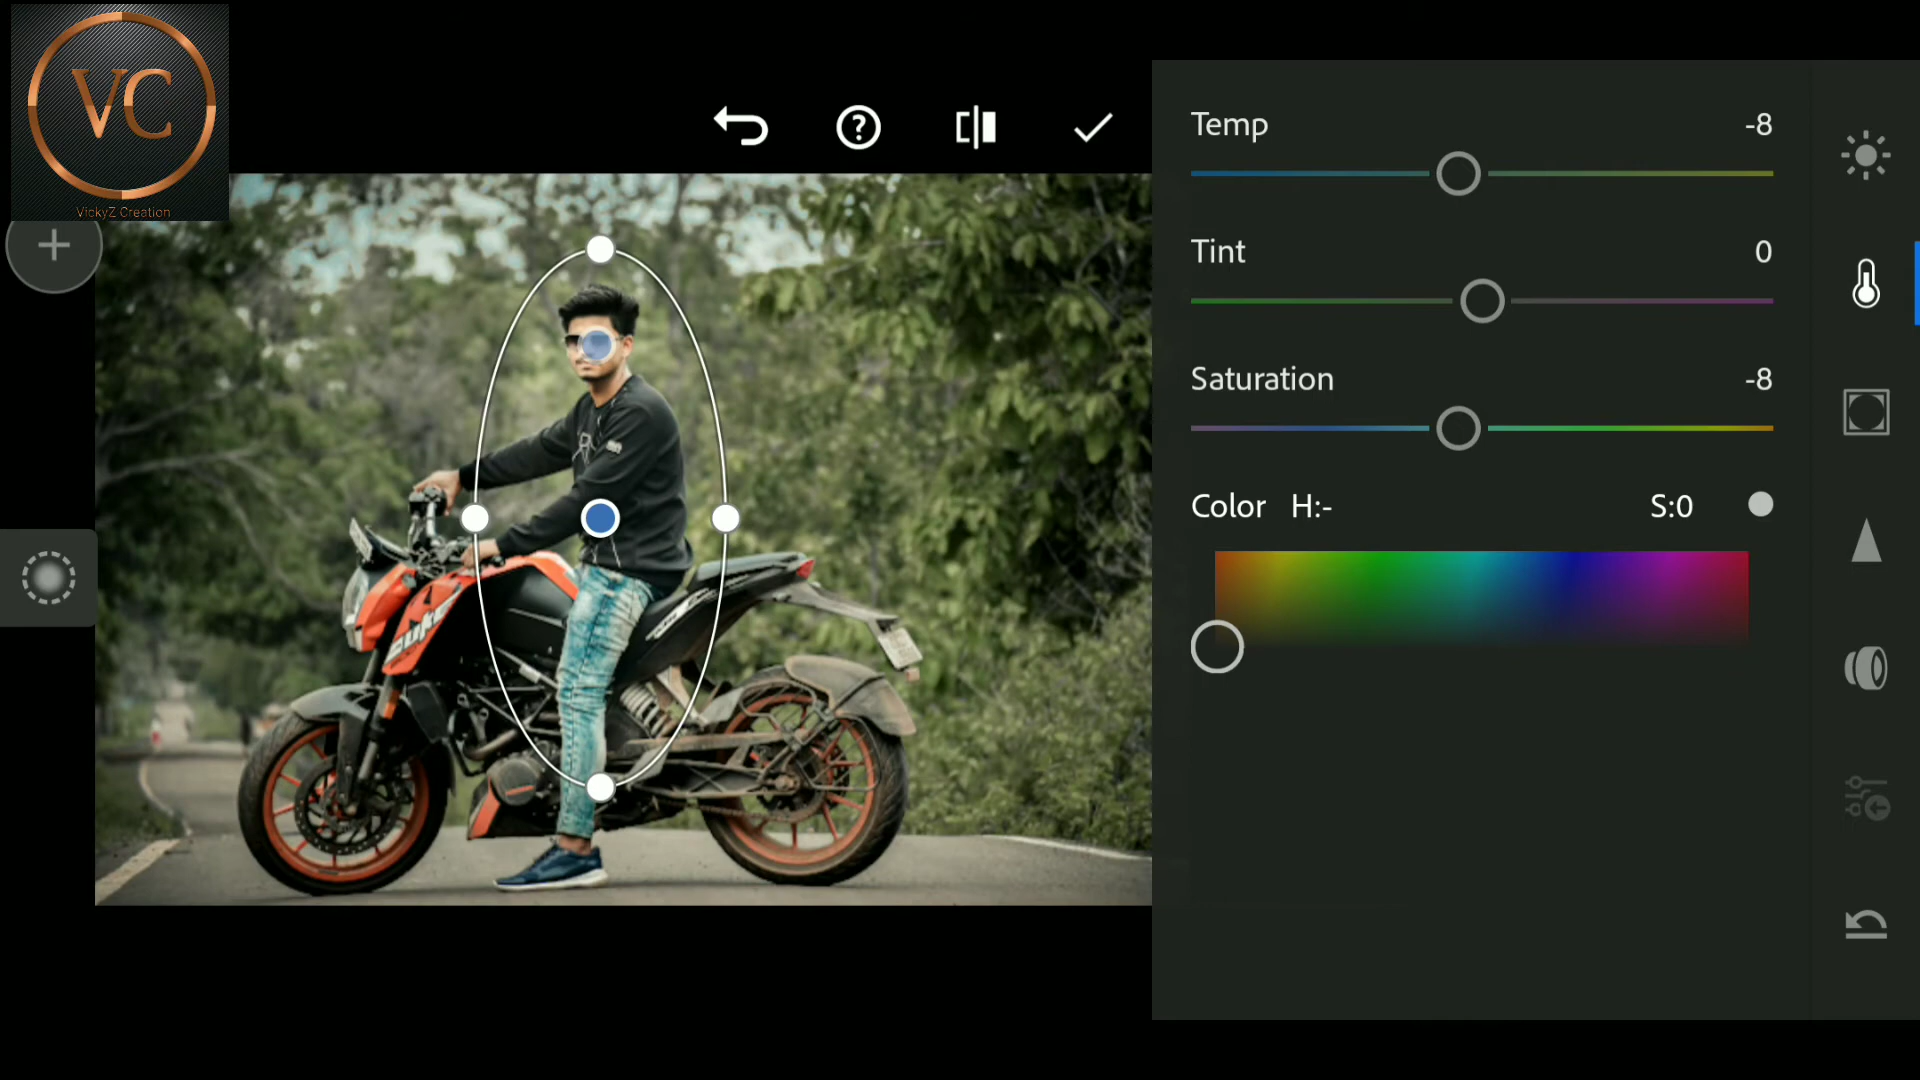 VC
VickyZ Creation
Temp -8
Tint 0
Saturation -8
Color H:- S:0
DUKE